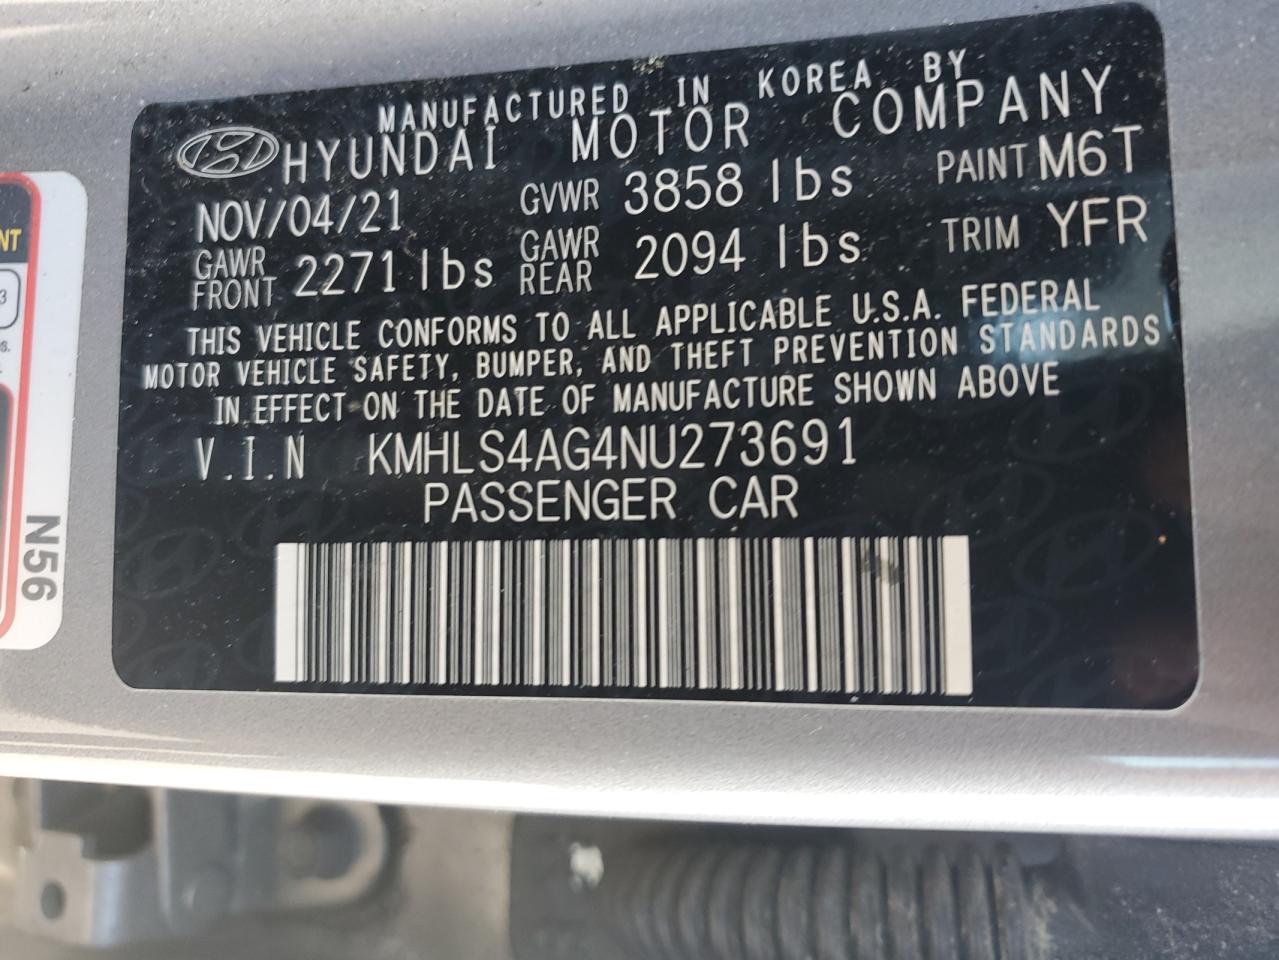 MANUFACTURED IN KOREA BY
HYUNDAI MOTOR COMPANY
NOV/04/21 GVWR 3858 lbs PAINT M6T
GAWR FRONT 2271 lbs GAWR REAR 2094 lbs TRIM YFR
THIS VEHICLE CONFORMS TO ALL APPLICABLE U.S.A. FEDERAL
MOTOR VEHICLE SAFETY, BUMPER, AND THEFT PREVENTION STANDARDS
IN EFFECT ON THE DATE OF MANUFACTURE SHOWN ABOVE
V.I.N KMHLS4AG4NU273691
PASSENGER CAR
N56